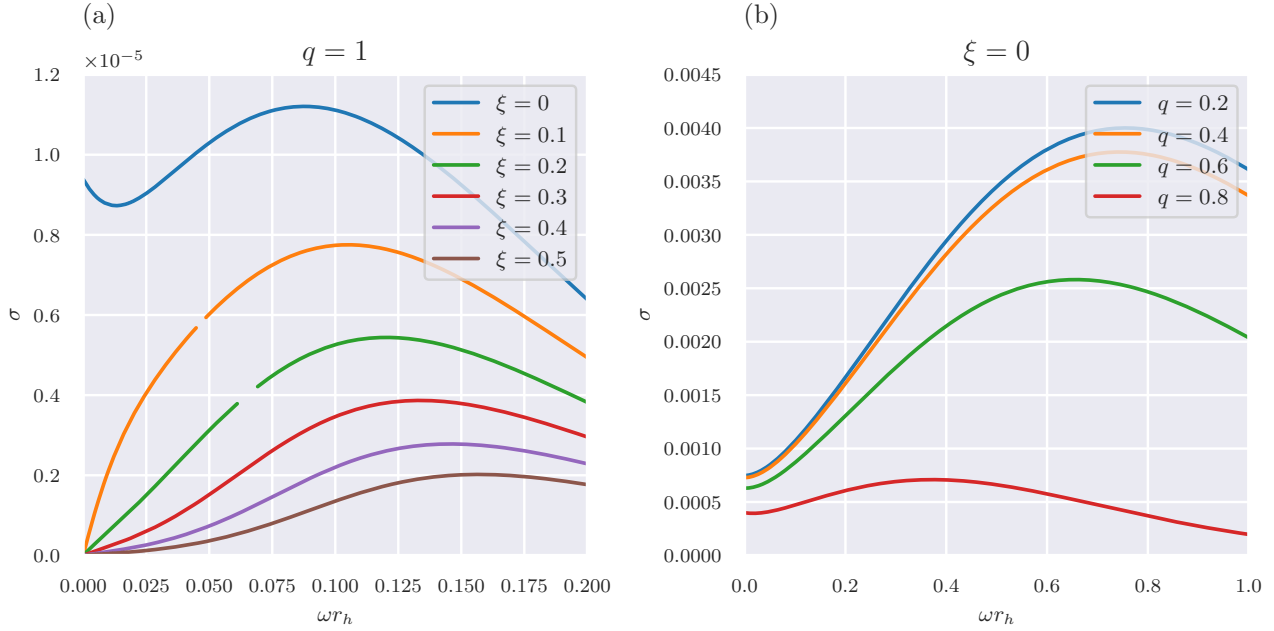 (a)
×10⁻⁵
q = 1
σ
1.2
1.0
0.8
0.6
0.4
0.2
0.0
ξ = 0
ξ = 0.1
ξ = 0.2
ξ = 0.3
ξ = 0.4
ξ = 0.5
0.000 0.025 0.050 0.075 0.100 0.125 0.150 0.175 0.200
ωr_h
(b)
ξ = 0
σ
0.0045
0.0040
0.0035
0.0030
0.0025
0.0020
0.0015
0.0010
0.0005
0.0000
q = 0.2
q = 0.4
q = 0.6
q = 0.8
0.0 0.2 0.4 0.6 0.8 1.0
ωr_h